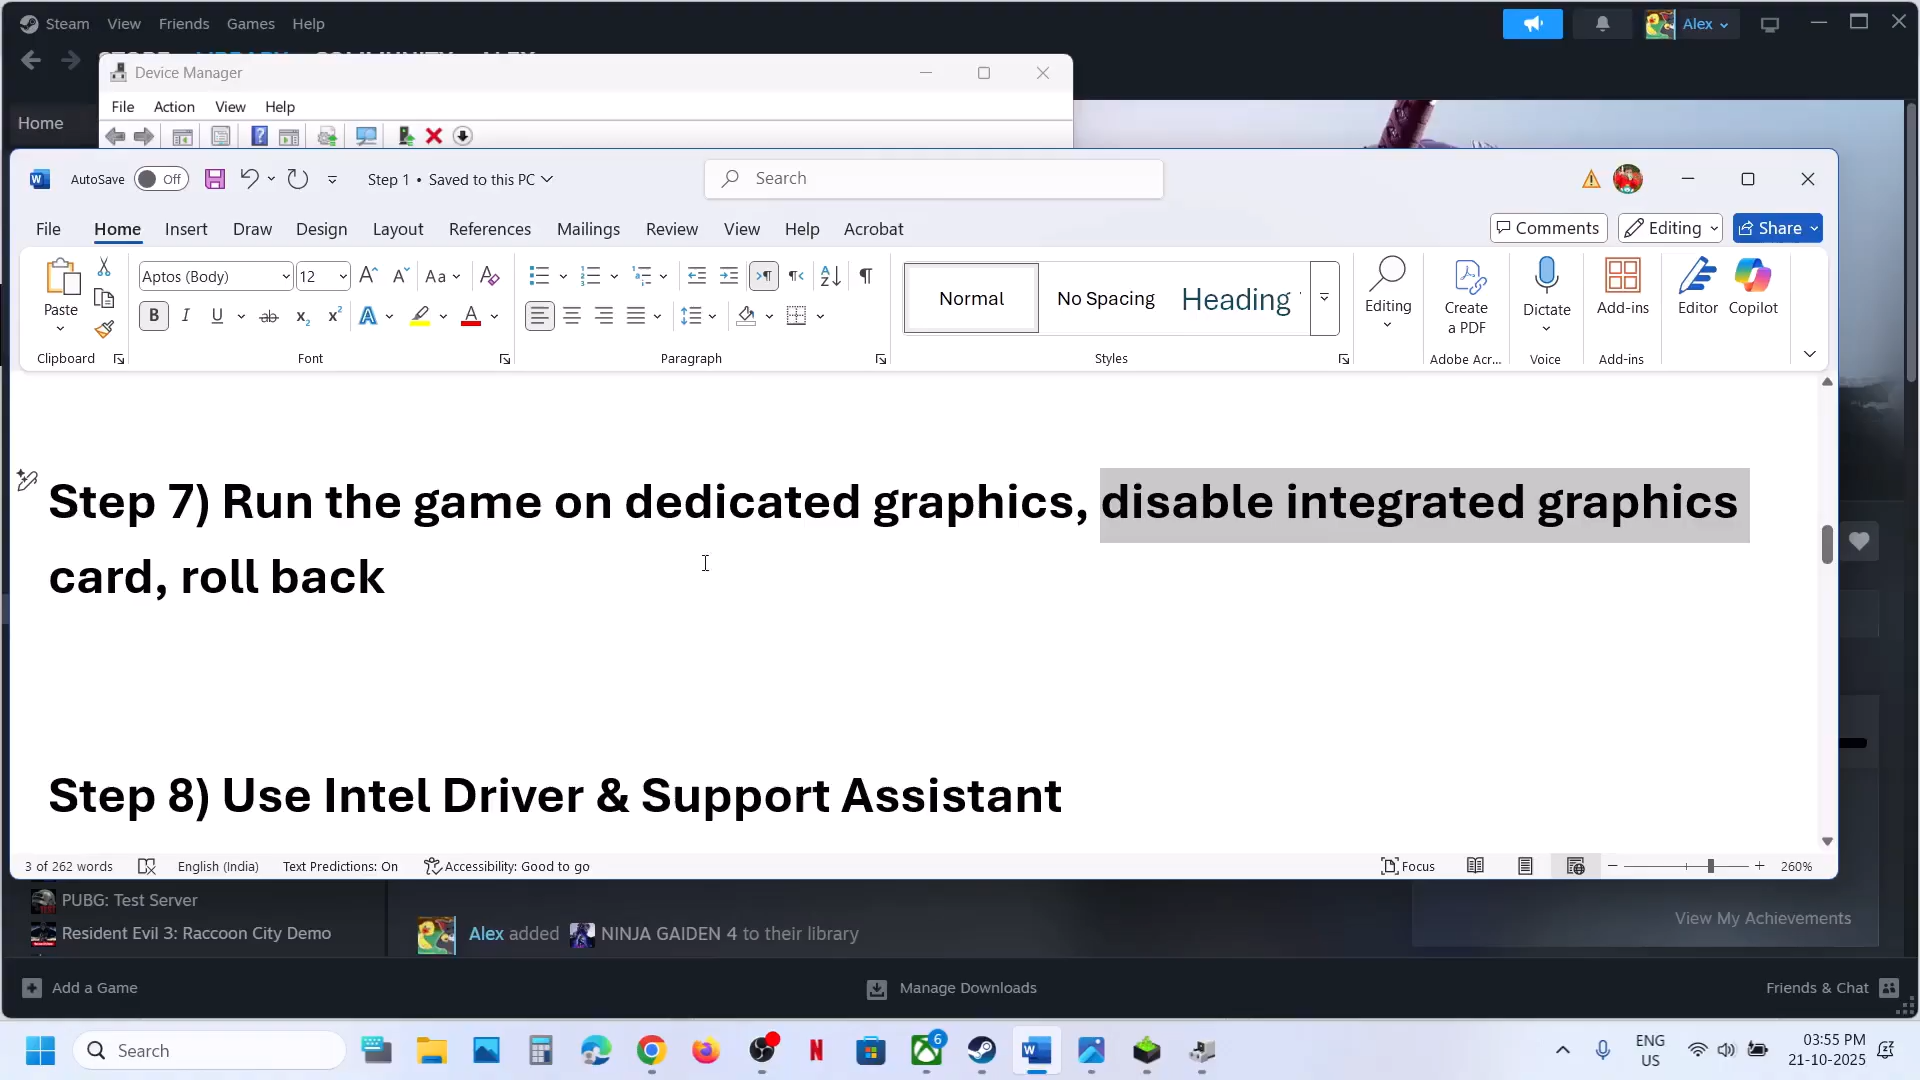 Steam View Friends Games Help
Alex
Device Manager
File Action View Help
Home
AutoSave Off
Step 1 • Saved to this PC
Search
File Home Insert Draw Design Layout References Mailings Review View Help Acrobat
Comments Editing Share
Aptos (Body) 12
Paste
Normal No Spacing Heading
Editing
Create a PDF
Dictate
Add-ins
Editor
Copilot
Clipboard Font Paragraph Styles Adobe Acr... Voice Add-ins
Step 7) Run the game on dedicated graphics, disable integrated graphics
card, roll back
Step 8) Use Intel Driver & Support Assistant
3 of 262 words English (India) Text Predictions: On Accessibility: Good to go Focus 260%
PUBG: Test Server
Resident Evil 3: Raccoon City Demo
Alex added NINJA GAIDEN 4 to their library
View My Achievements
Add a Game Manage Downloads Friends & Chat
Search
6
ENG
US
03:55 PM
21-10-2025